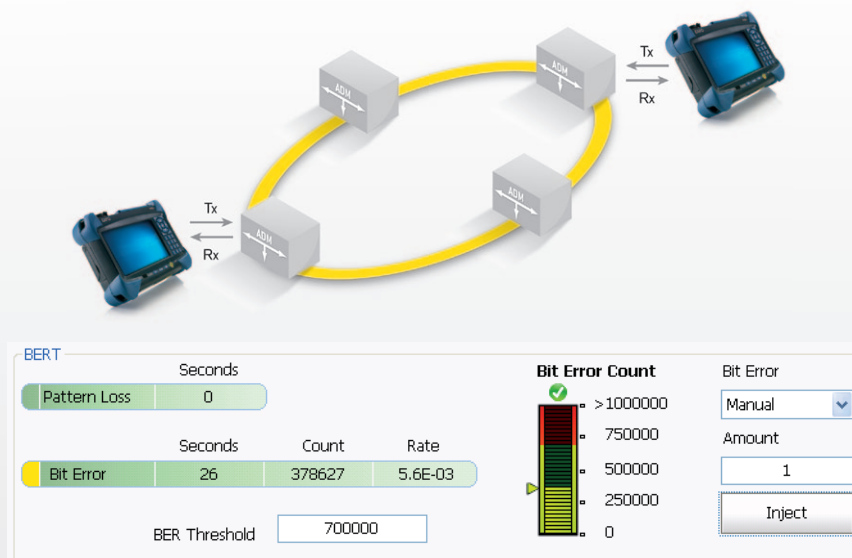 Tx
ADM
ADM
Rx
ADM
Tx
ADM
Rx
BERT
Seconds
Bit Error Count
Bit Error
Pattern Loss 0
>1000000
Manual
750000
Amount
Seconds Count Rate
Bit Error 26 378627 5.6E-03
500000
1
250000
Inject
BER Threshold 700000
0